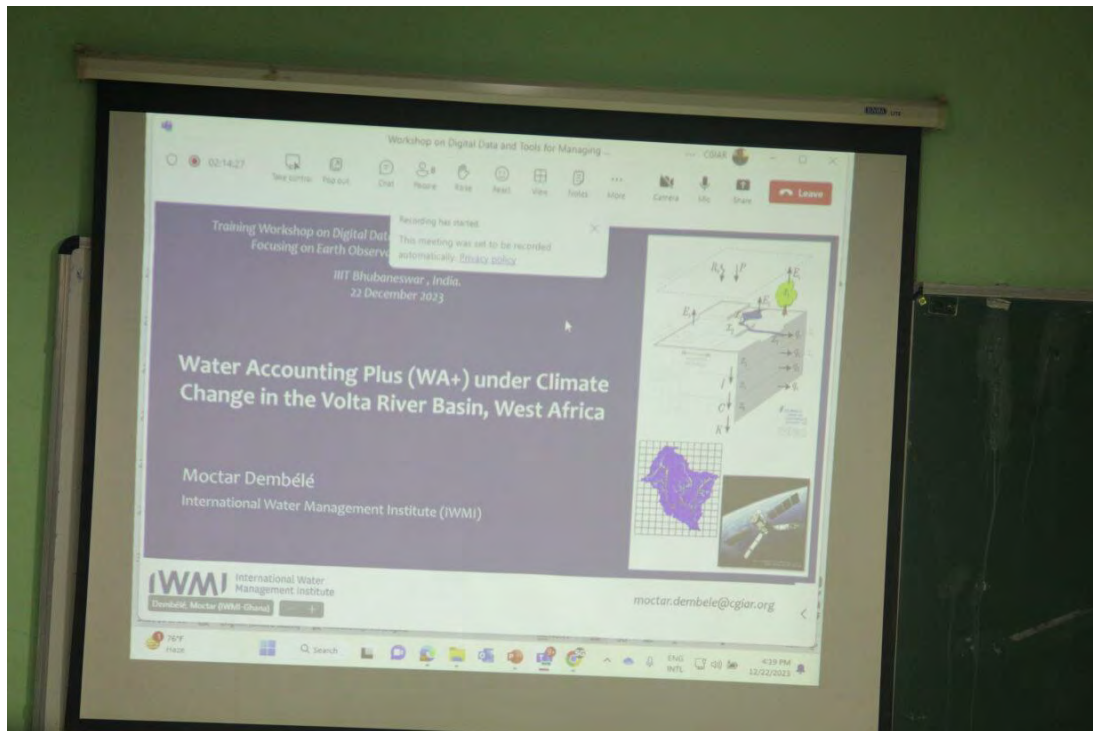 Workshop on Digital Data and Tools for Managing ...
... CGIAR
02:14:27
Take control
Pop out
Chat
People
Raise
React
View
Notes
More
Camera
Mic
Share
Leave
Recording has started
This meeting was set to be recorded
automatically. Privacy policy
Training Workshop on Digital Dat
Focusing on Earth Observ
IIIT Bhubaneswar, India.
22 December 2023
Water Accounting Plus (WA+) under Climate
Change in the Volta River Basin, West Africa
Moctar Dembélé
International Water Management Institute (IWMI)
IWMI
International Water
Management Institute
Dembélé, Moctar (IWMI-Ghana)
moctar.dembele@cgiar.org
76°F
Haze
Search
ENG
INTL
4:19 PM
12/22/2023